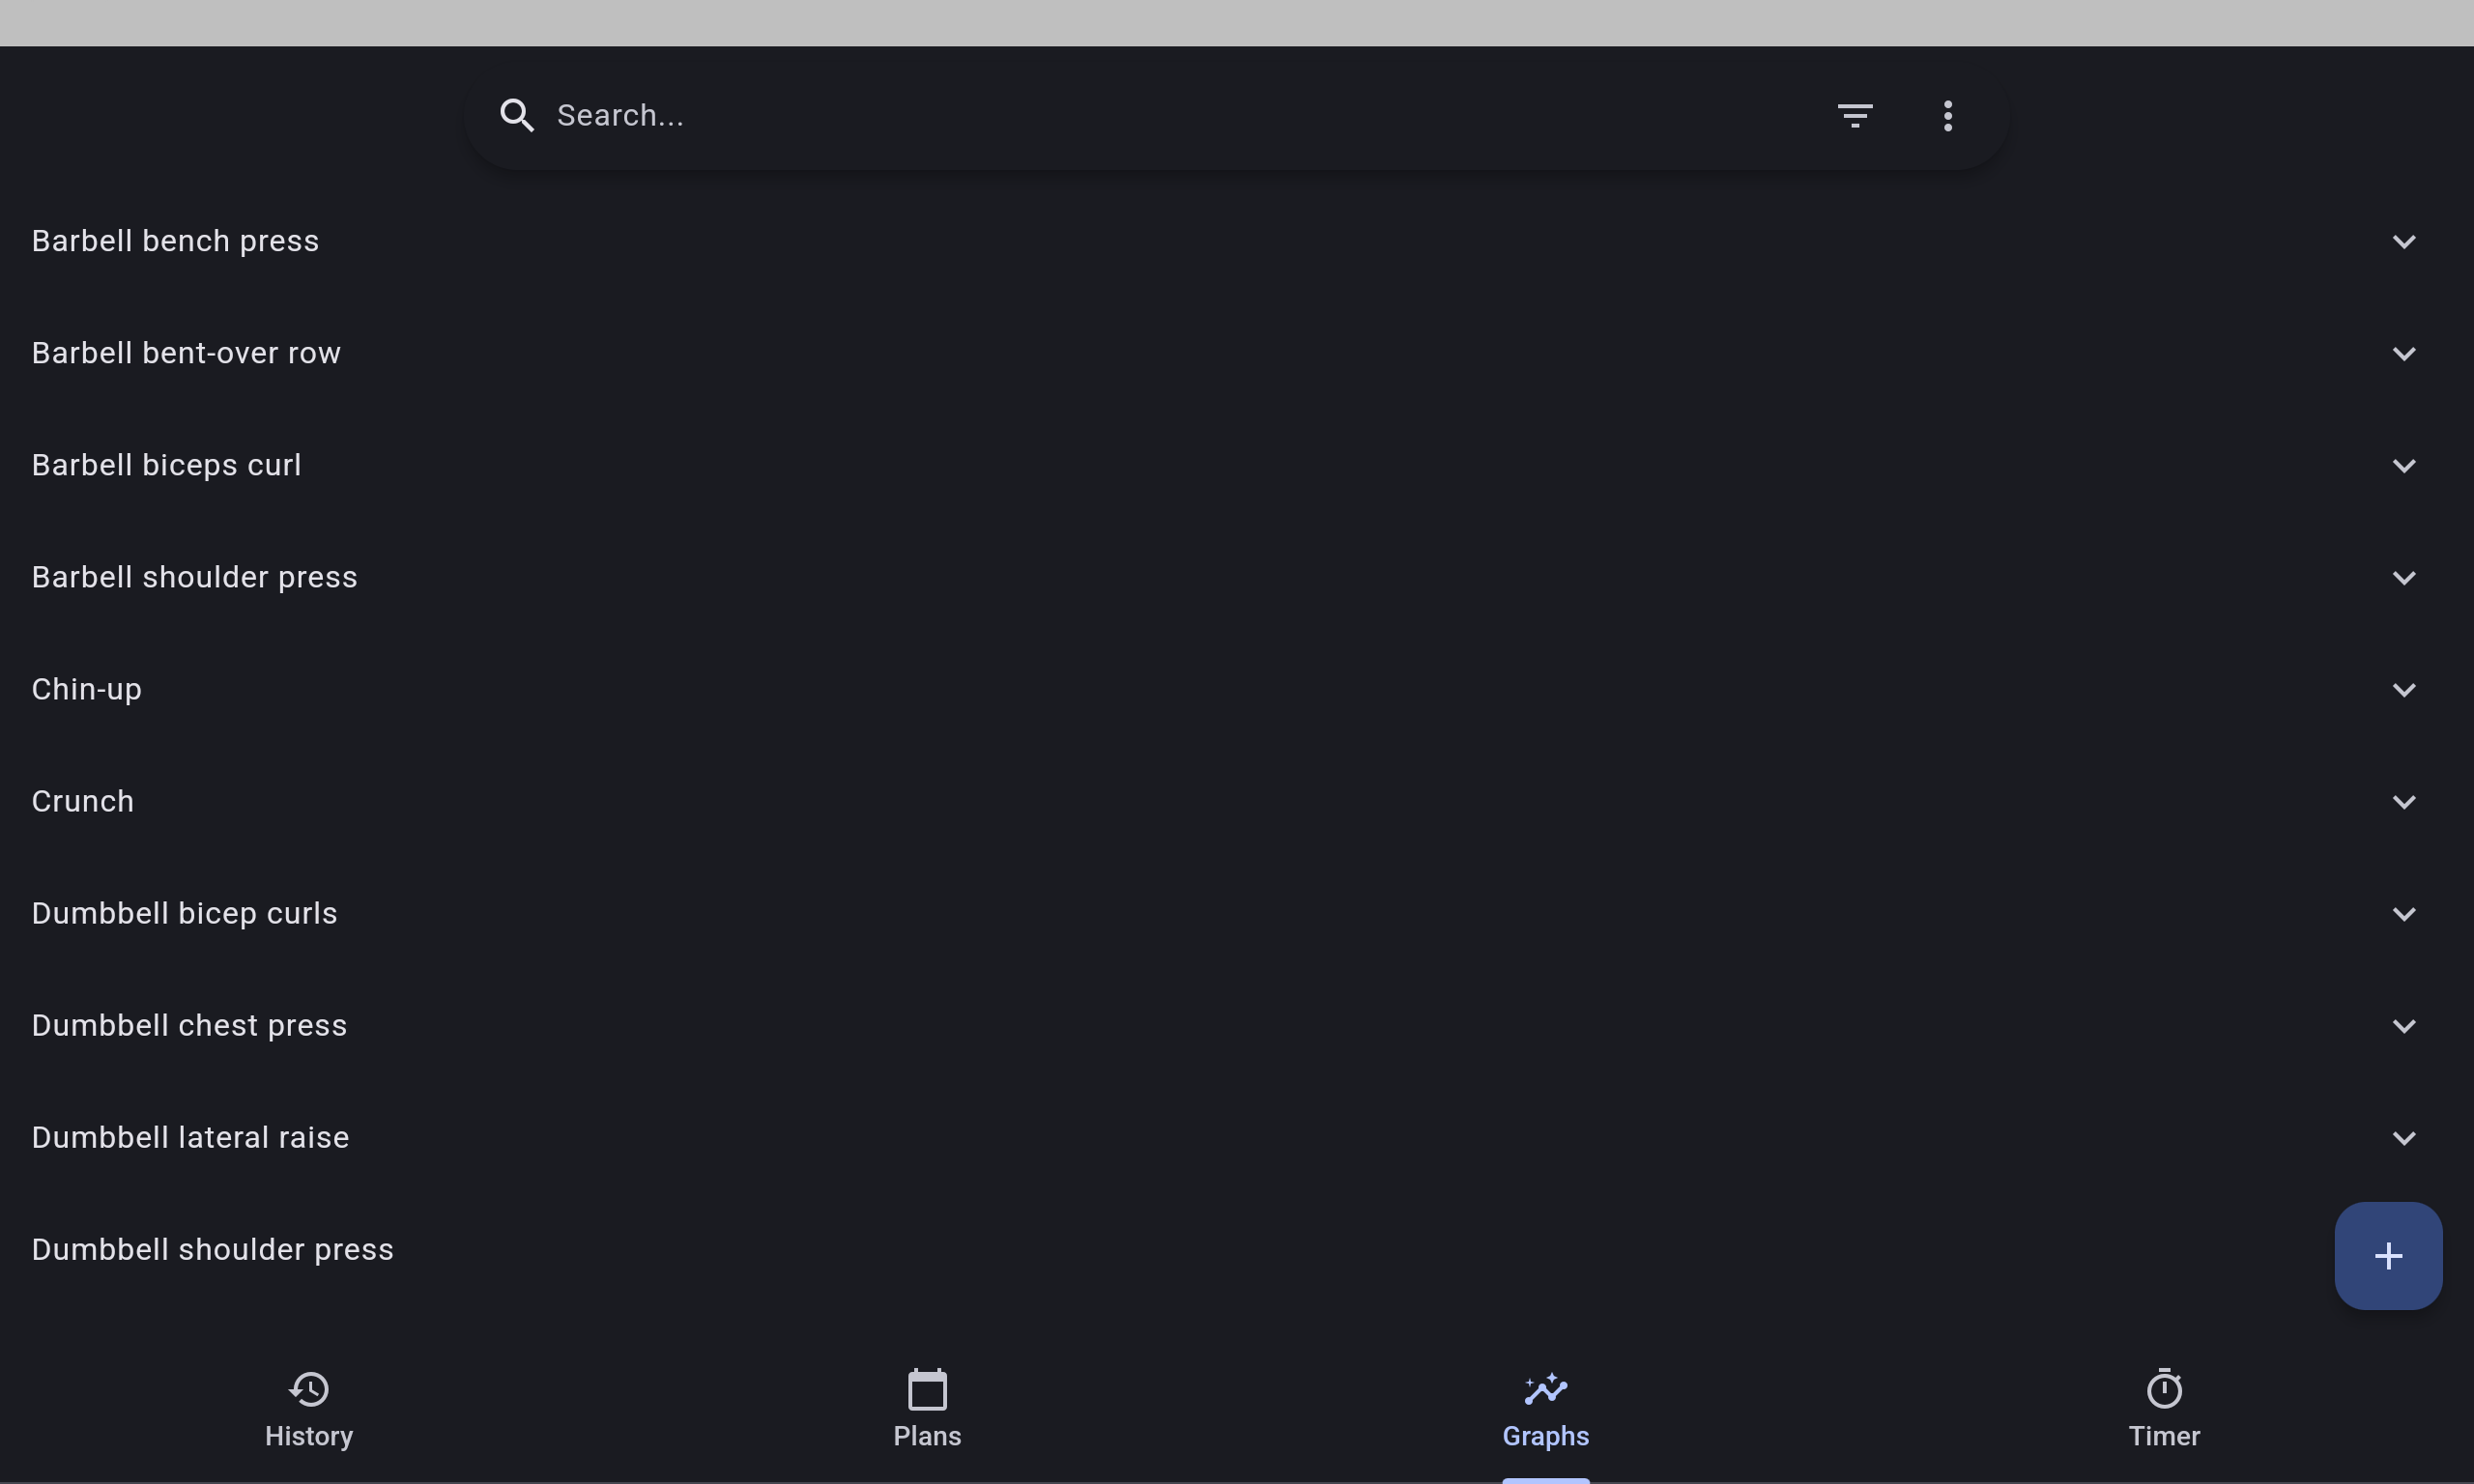 Search...
Barbell bench press
Barbell bent-over row
Barbell biceps curl
Barbell shoulder press
Chin-up
Crunch
Dumbbell bicep curls
Dumbbell chest press
Dumbbell lateral raise
Dumbbell shoulder press
History
Plans
Graphs
Timer